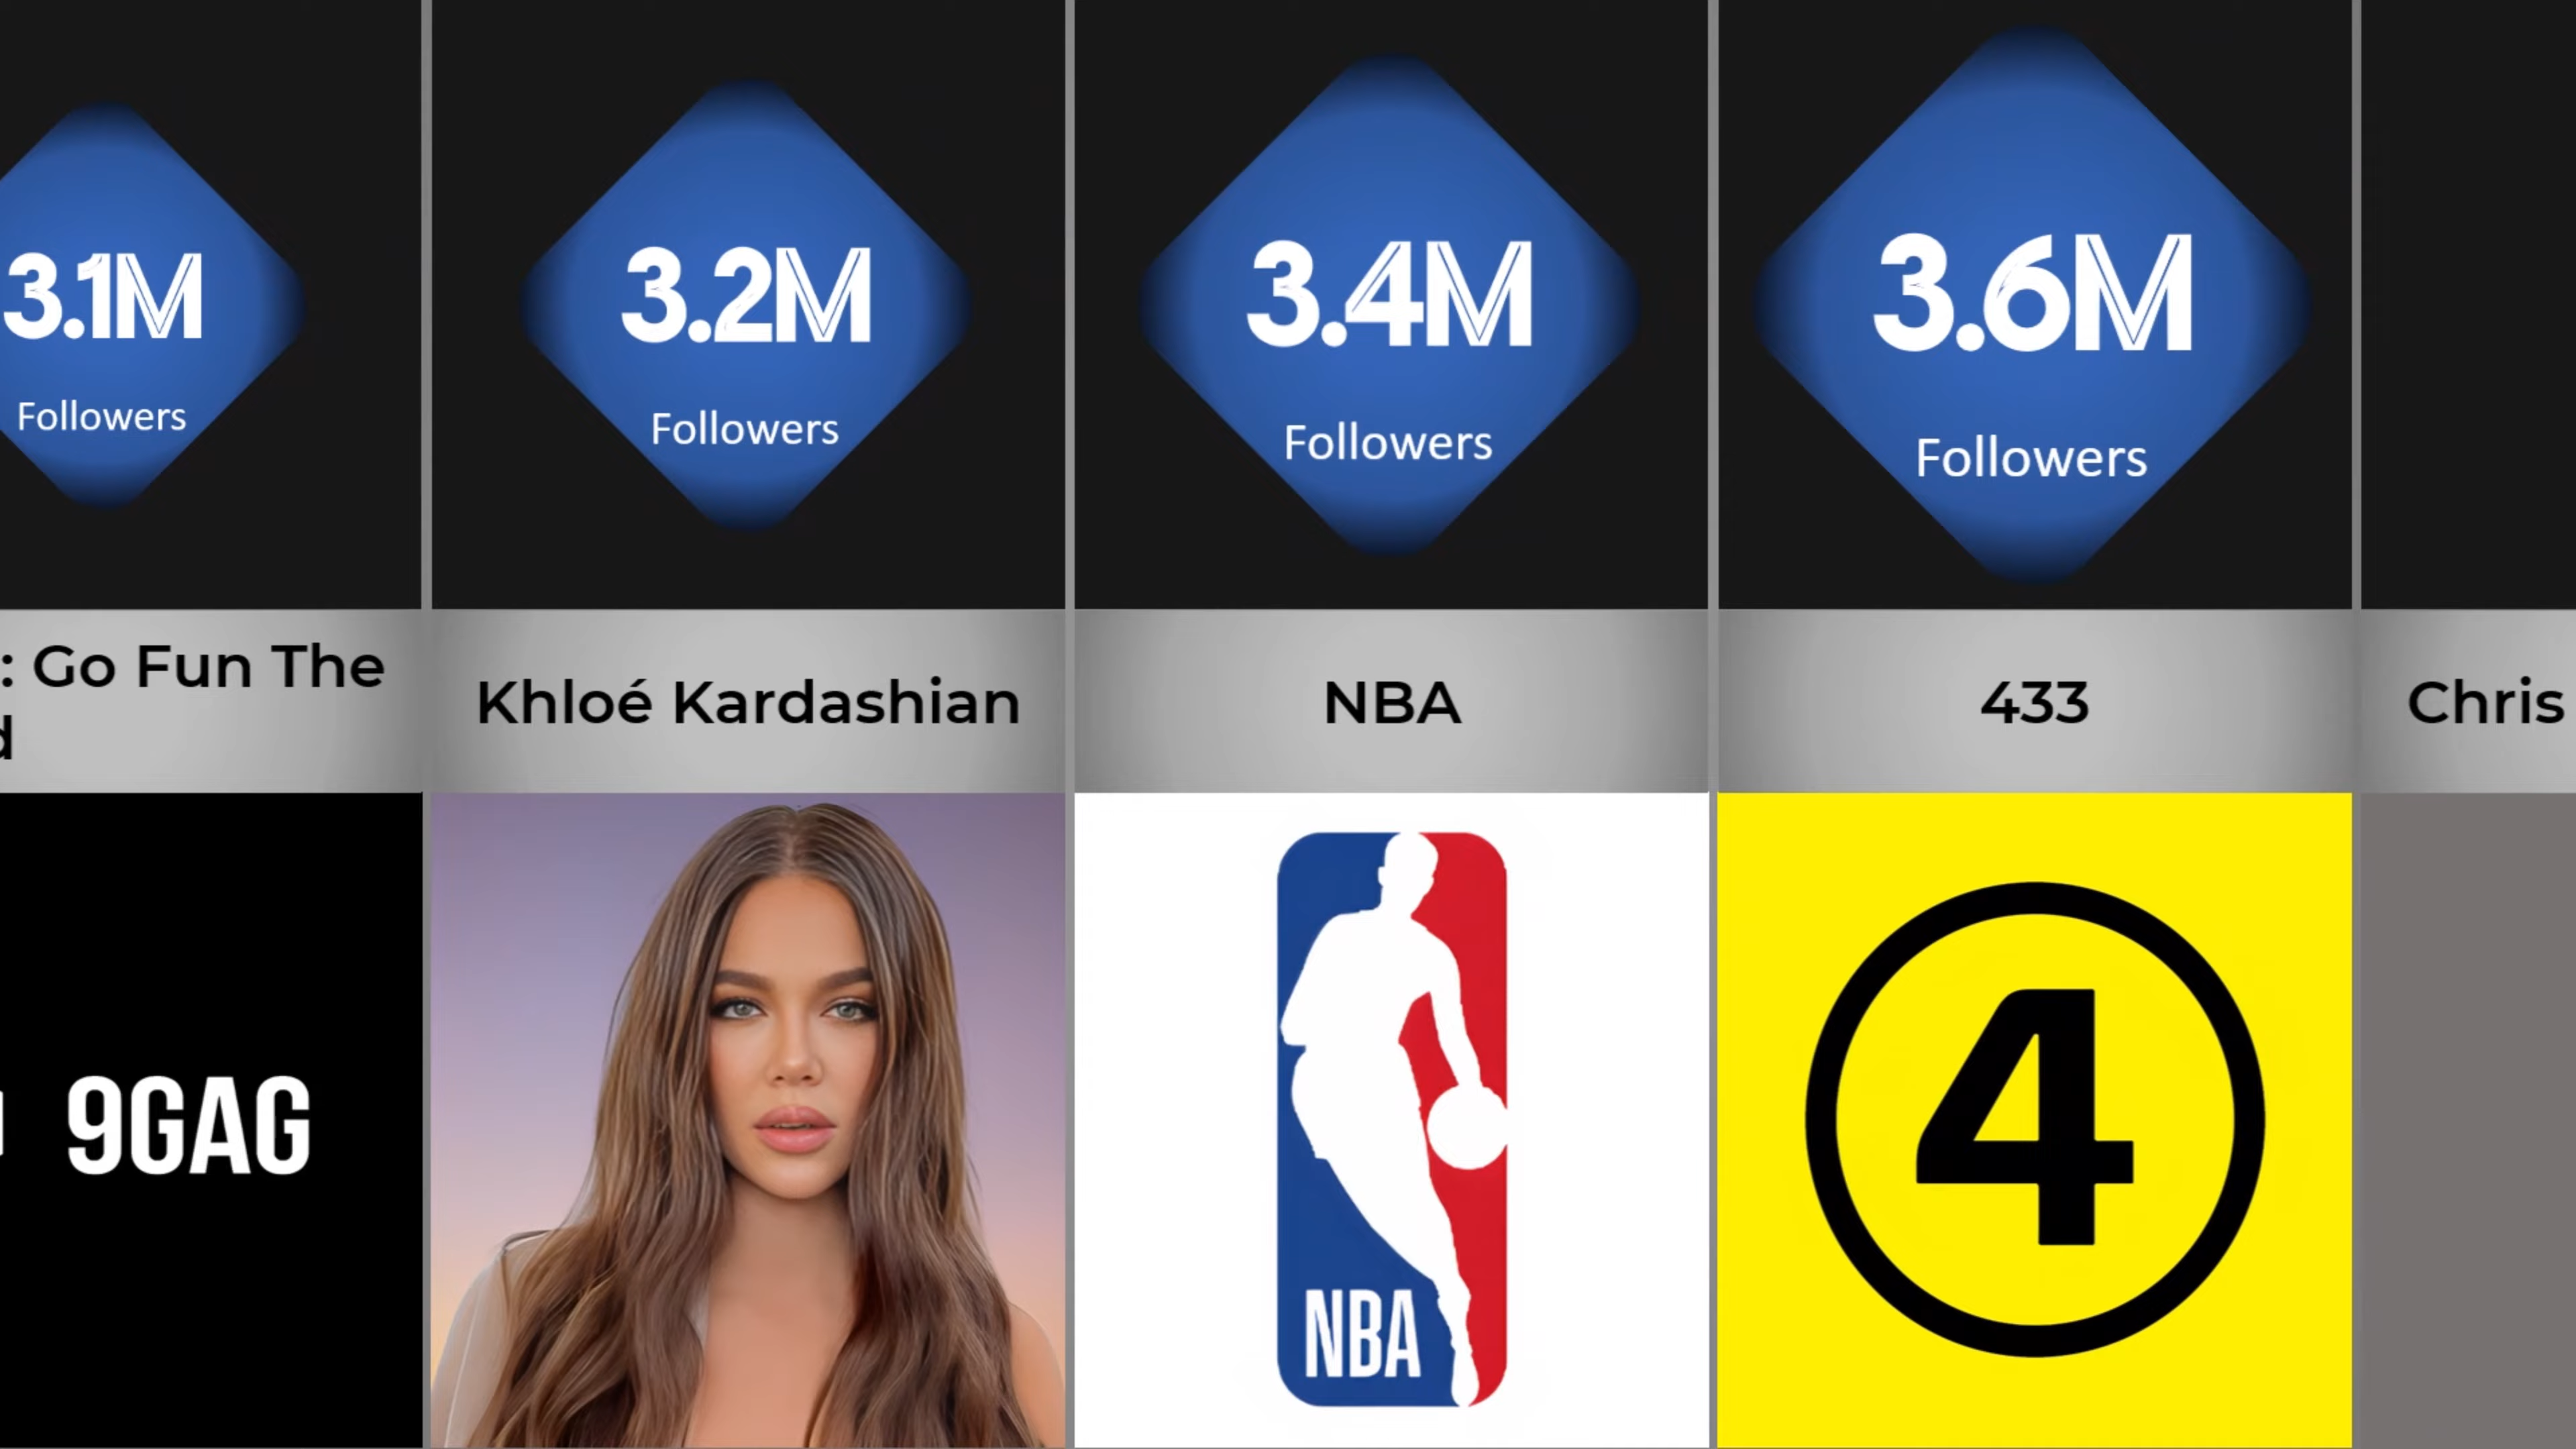 3.1M
Followers
: Go Fun The
d
9GAG
3.2M
Followers
Khloé Kardashian
3.4M
Followers
NBA
NBA
3.6M
Followers
433
4
Chris